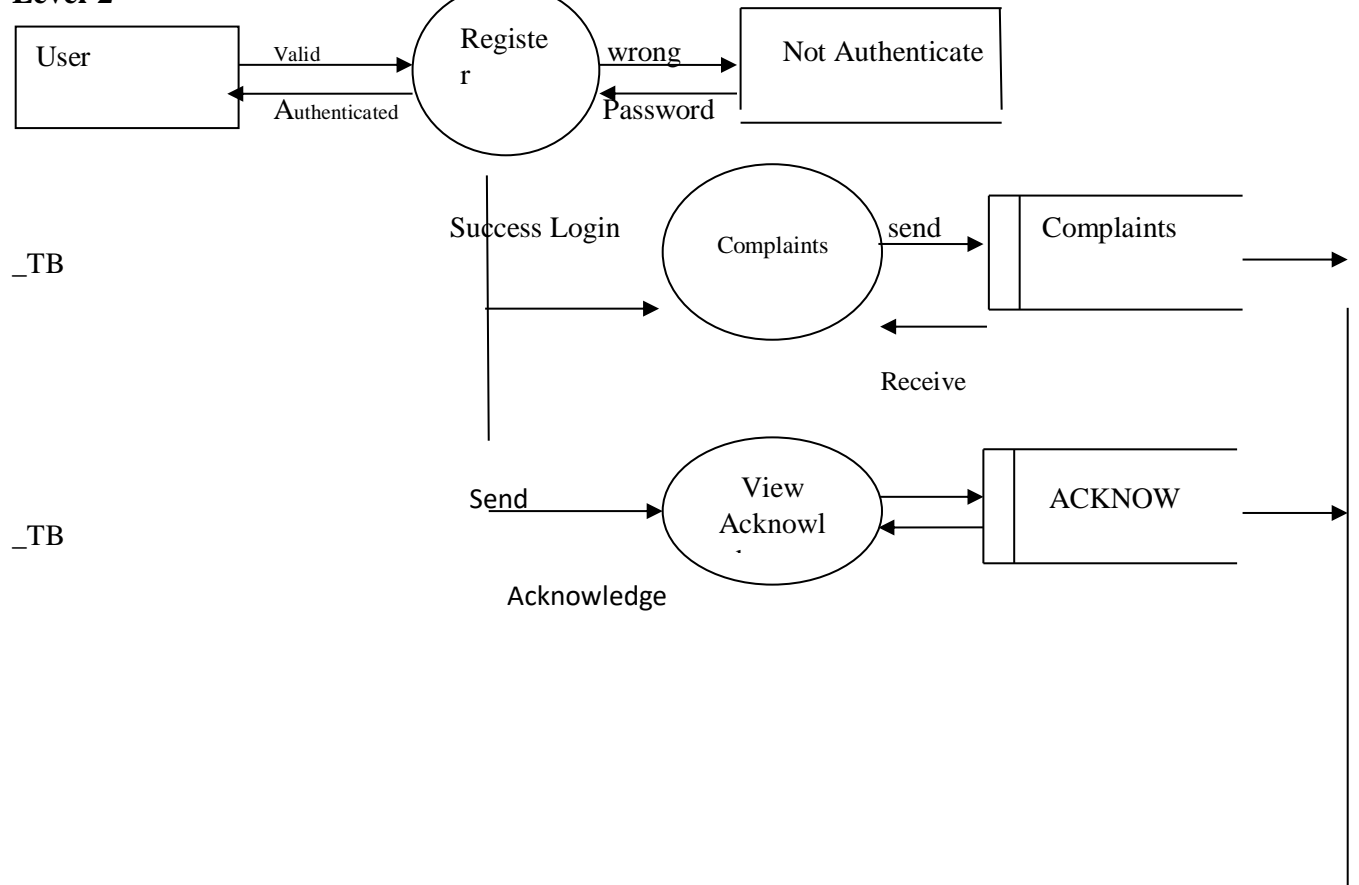 Level 2
User
Valid
Authenticated
Registe
r
wrong
Password
Not Authenticate
Success Login
Complaints
send
Complaints
_TB
Receive
Send
View
Acknowl
ACKNOW
_TB
Acknowledge